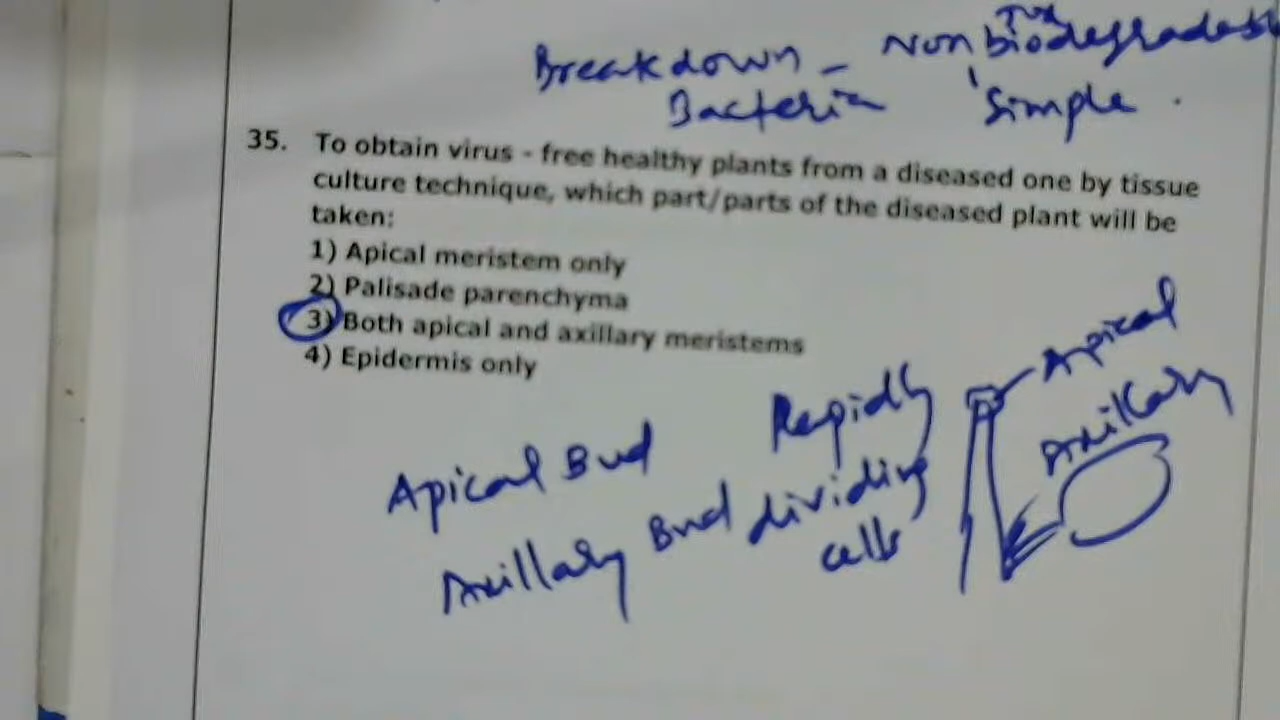 Breakdown - Non biodegradable
Bacteria Simple .
35. To obtain virus - free healthy plants from a diseased one by tissue
culture technique, which part/parts of the diseased plant will be
taken:
1) Apical meristem only
2) Palisade parenchyma
3) Both apical and axillary meristems
4) Epidermis only
Apical
Axillary
Rapidly
Apical Bud
dividing
Axillary Bud
cells